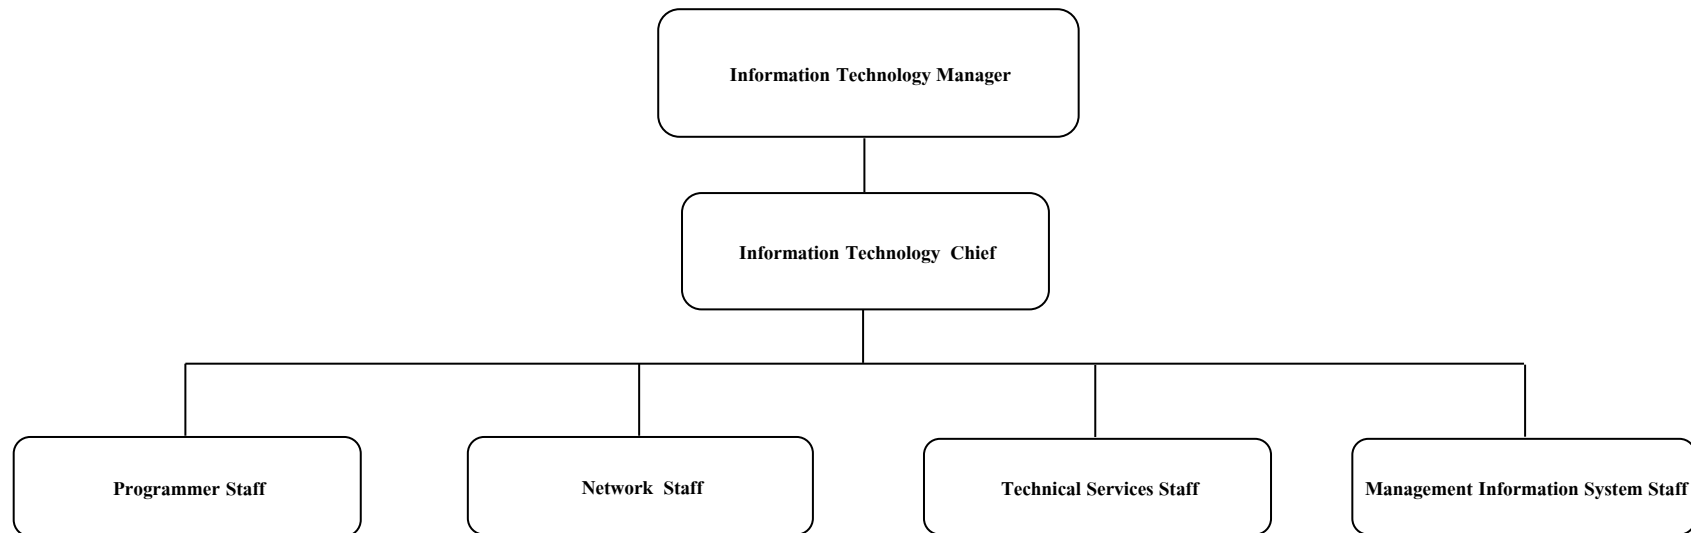 Information Technology Manager
Information Technology Chief
Programmer Staff
Network Staff
Technical Services Staff
Management Information System Staff